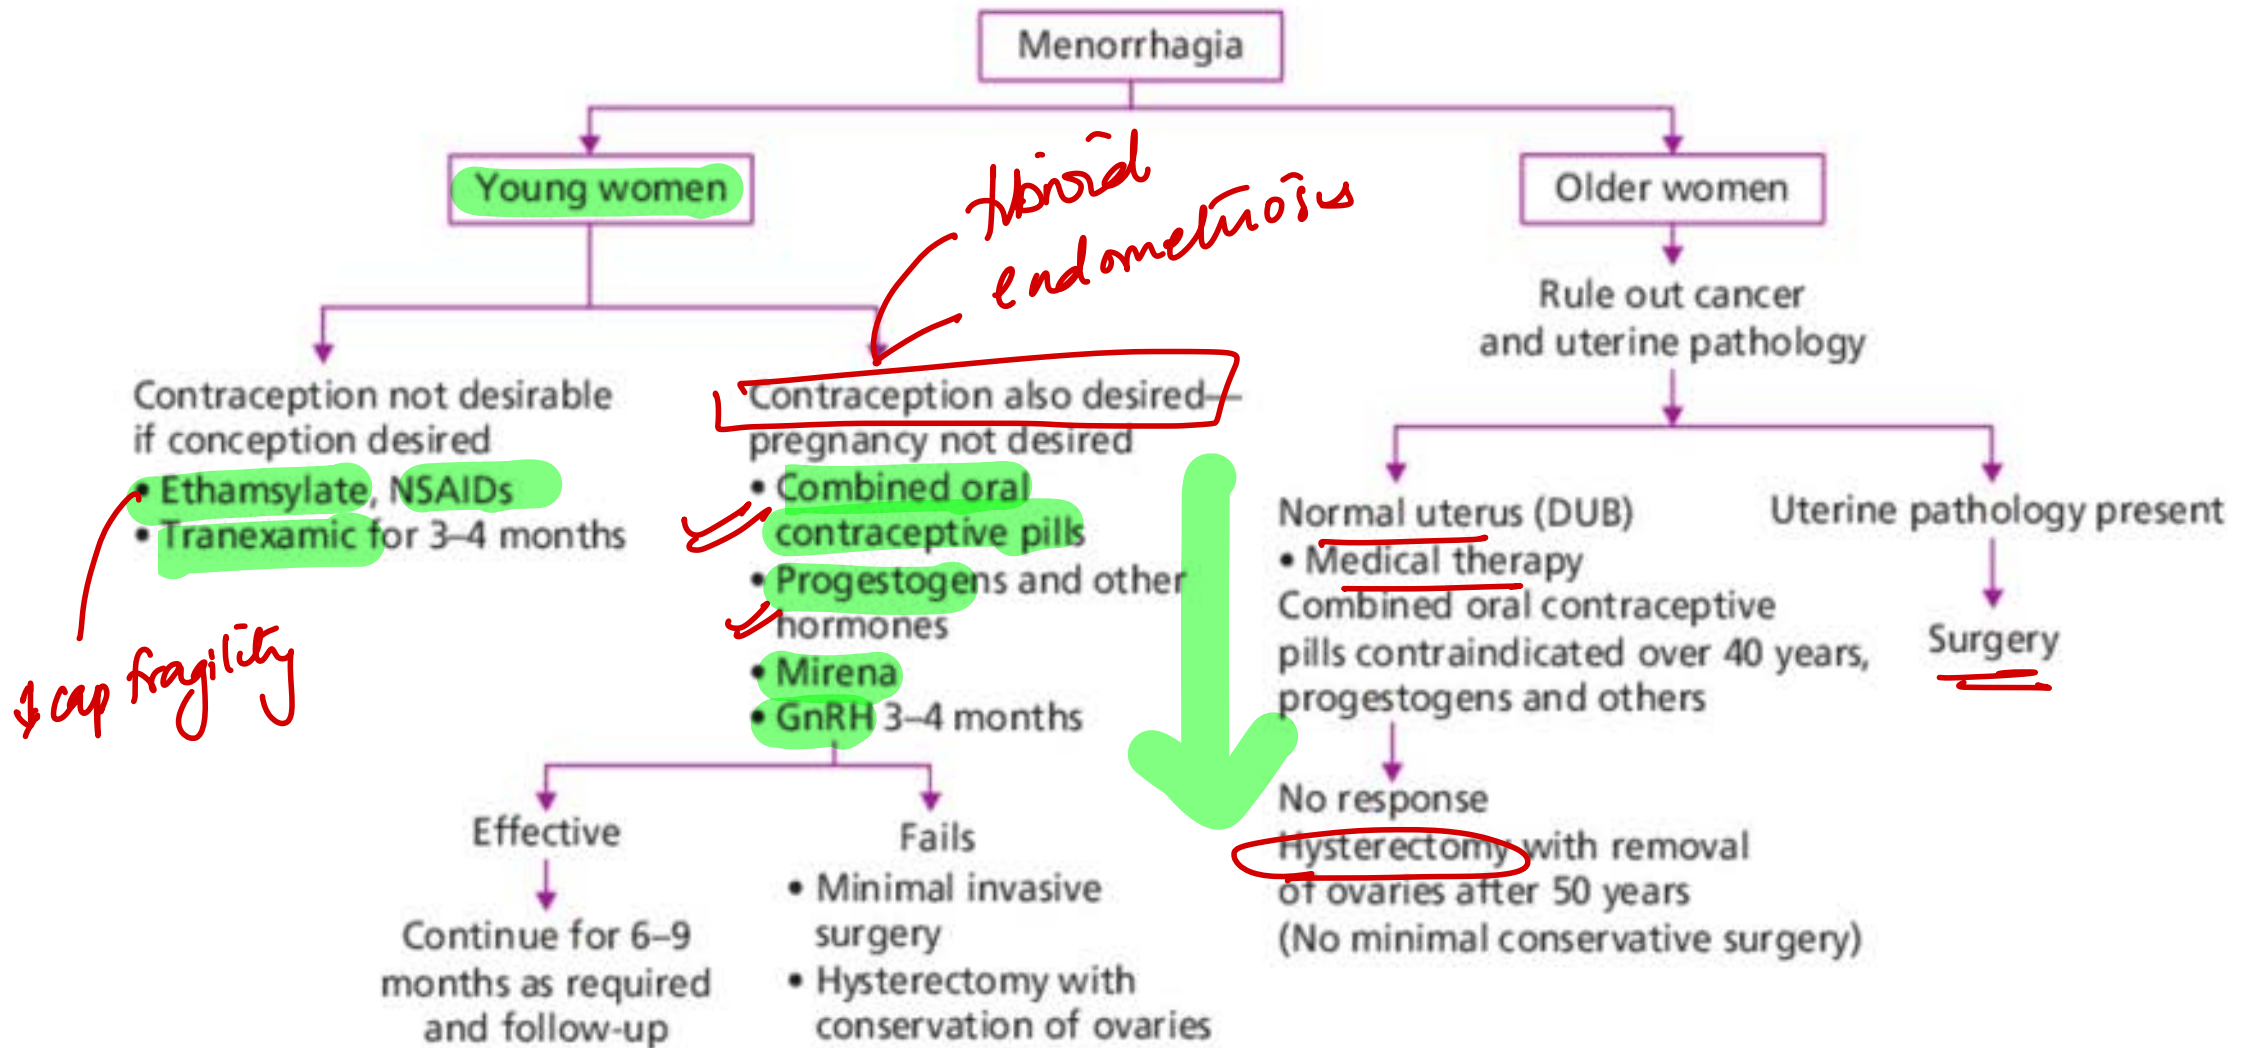 Menorrhagia
Young women
Older women
fibroid
endometriosis
Rule out cancer
and uterine pathology
Contraception not desirable
if conception desired
• Ethamsylate, NSAIDs
• Tranexamic for 3–4 months
↓ cap fragility
Contraception also desired—
pregnancy not desired
• Combined oral
contraceptive pills
• Progestogens and other
hormones
• Mirena
• GnRH 3–4 months
Effective
Continue for 6–9
months as required
and follow-up
Fails
• Minimal invasive
surgery
• Hysterectomy with
conservation of ovaries
Normal uterus (DUB)
• Medical therapy
Combined oral contraceptive
pills contraindicated over 40 years,
progestogens and others
No response
Hysterectomy with removal
of ovaries after 50 years
(No minimal conservative surgery)
Uterine pathology present
Surgery